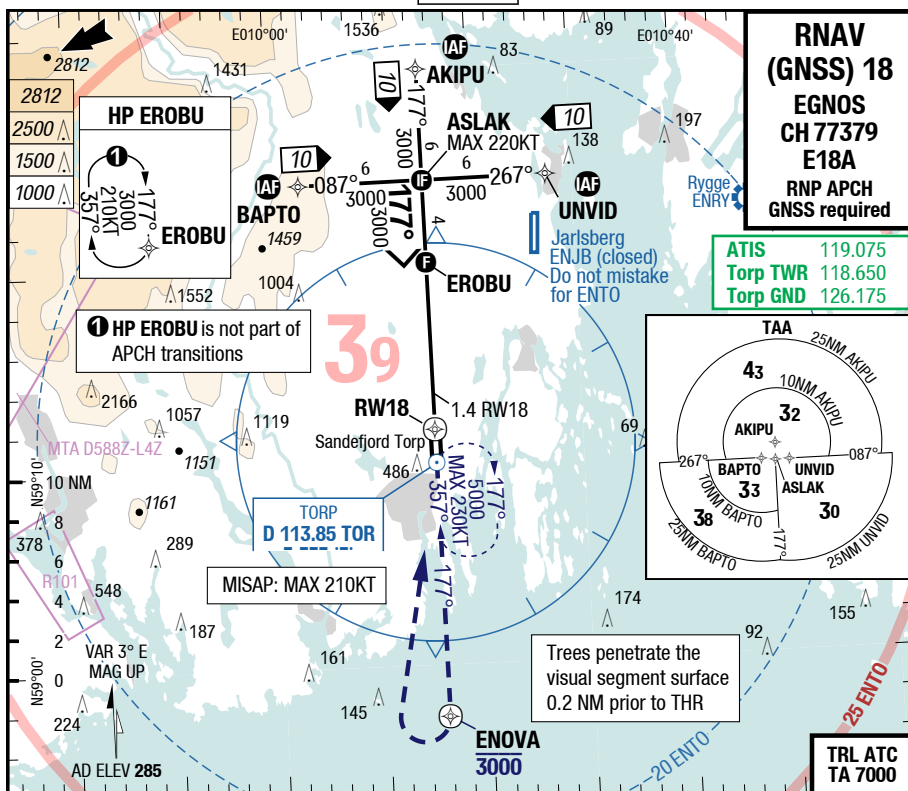 RNAV
(GNSS) 18
EGNOS
CH 77379
E18A
RNP APCH
GNSS required
ATIS 119.075
Torp TWR 118.650
Torp GND 126.175
E010°00'
1536
89
E010°40'
2812
1431
IAF
AKIPU
83
2812
2500
1500
1000
HP EROBU
1
177°
3000
210KT
357°
EROBU
10
177°
3000
6
ASLAK
MAX 220KT
10
138
197
IAF
BAPTO
10
087°
6
3000
IF
6
3000
267°
UNVID
IAF
Rygge
ENRY
177°
3000
4
1459
1004
1552
F
EROBU
Jarlsberg
ENJB (closed)
Do not mistake
for ENTO
1 HP EROBU is not part of
APCH transitions
39
TAA
25NM AKIPU
43
10NM AKIPU
32
AKIPU
267°
BAPTO
UNVID
087°
ASLAK
33
10NM BAPTO
38
25NM BAPTO
177°
30
25NM UNVID
2166
1057
1119
RW18
1.4 RW18
69
MTA D588Z-L4Z
1151
Sandefjord Torp
486
N59°10'
10 NM
8
6
4
2
0
1161
TORP
D 113.85 TOR
357°
MAX 230KT
5000
177°
378
289
R101
548
187
MISAP: MAX 210KT
177°
174
155
92
VAR 3° E
MAG UP
N59°00'
161
145
224
Trees penetrate the
visual segment surface
0.2 NM prior to THR
ENOVA
3000
AD ELEV 285
20 ENTO
25 ENTO
TRL ATC
TA 7000